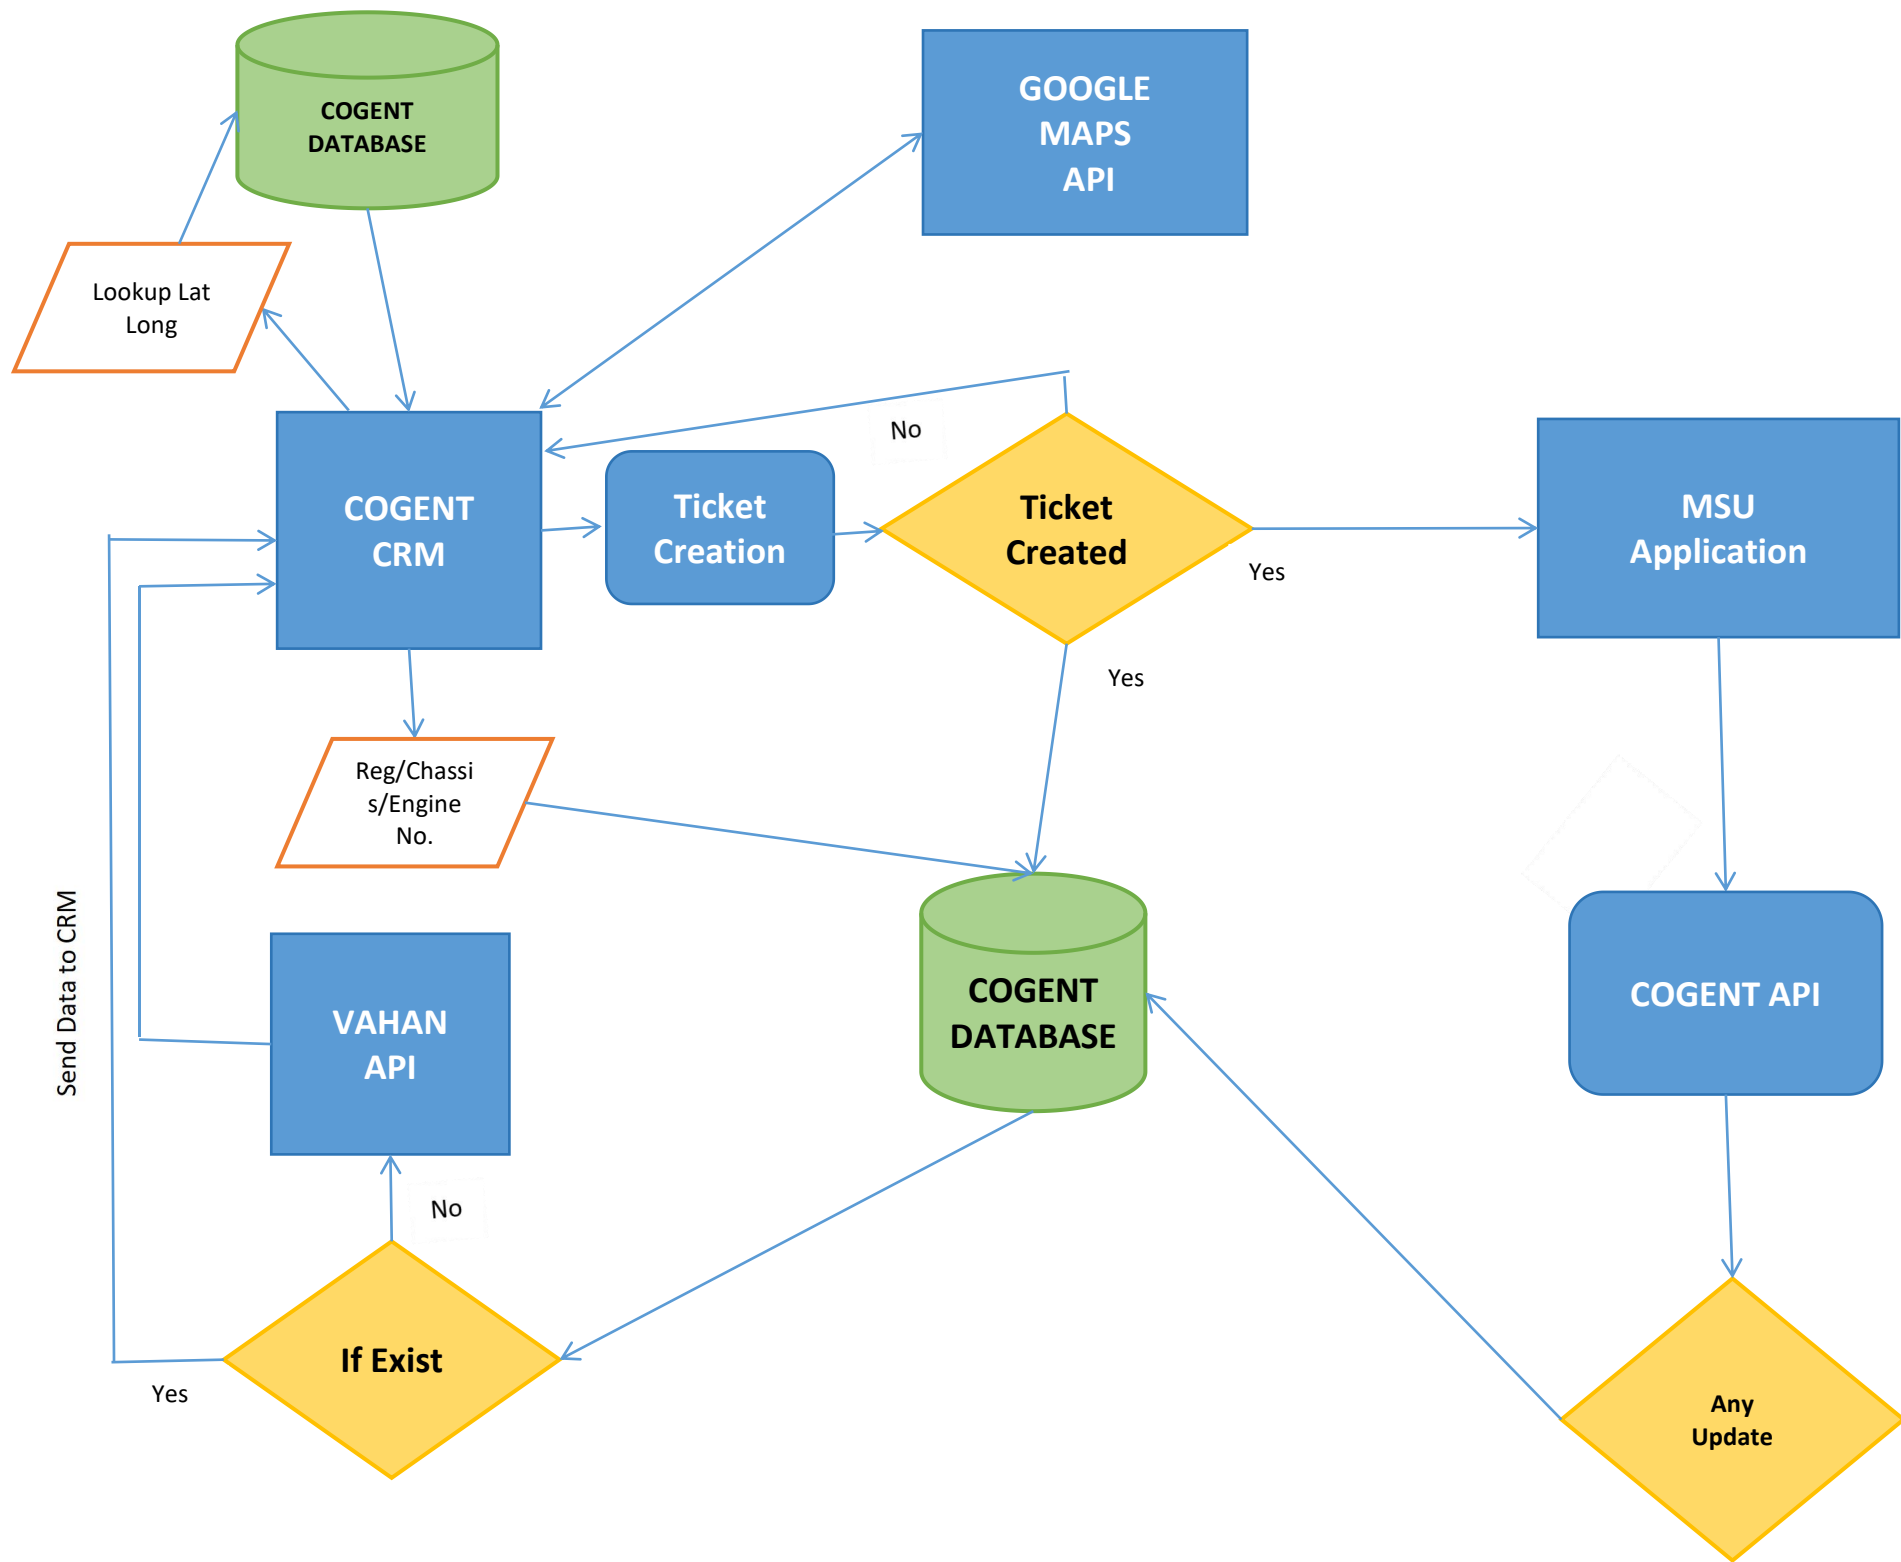 COGENT
DATABASE
GOOGLE
MAPS
API
Lookup Lat
Long
No
COGENT
CRM
Ticket
Creation
Ticket
Created
MSU
Application
Yes
Yes
Reg/Chassi
s/Engine
No.
Send Data to CRM
VAHAN
API
COGENT
DATABASE
COGENT API
No
If Exist
Yes
Any
Update